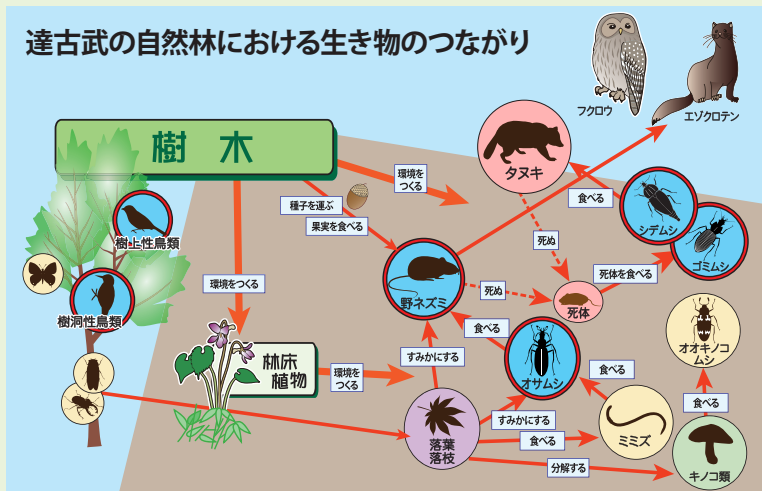 達古武の自然林における生き物のつながり
フクロウ
エゾクロテン
樹木
タヌキ
環境を
つくる
種子を運ぶ
果実を食べる
食べる
シデムシ
ゴミムシ
樹上性鳥類
死ぬ
死体を食べる
環境をつくる
野ネズミ
死ぬ
死体
樹洞性鳥類
食べる
オオキノコ
ムシ
林床
植物
環境を
つくる
すみかにする
オサムシ
食べる
食べる
すみかにする
落葉
落枝
食べる
ミミズ
分解する
キノコ類